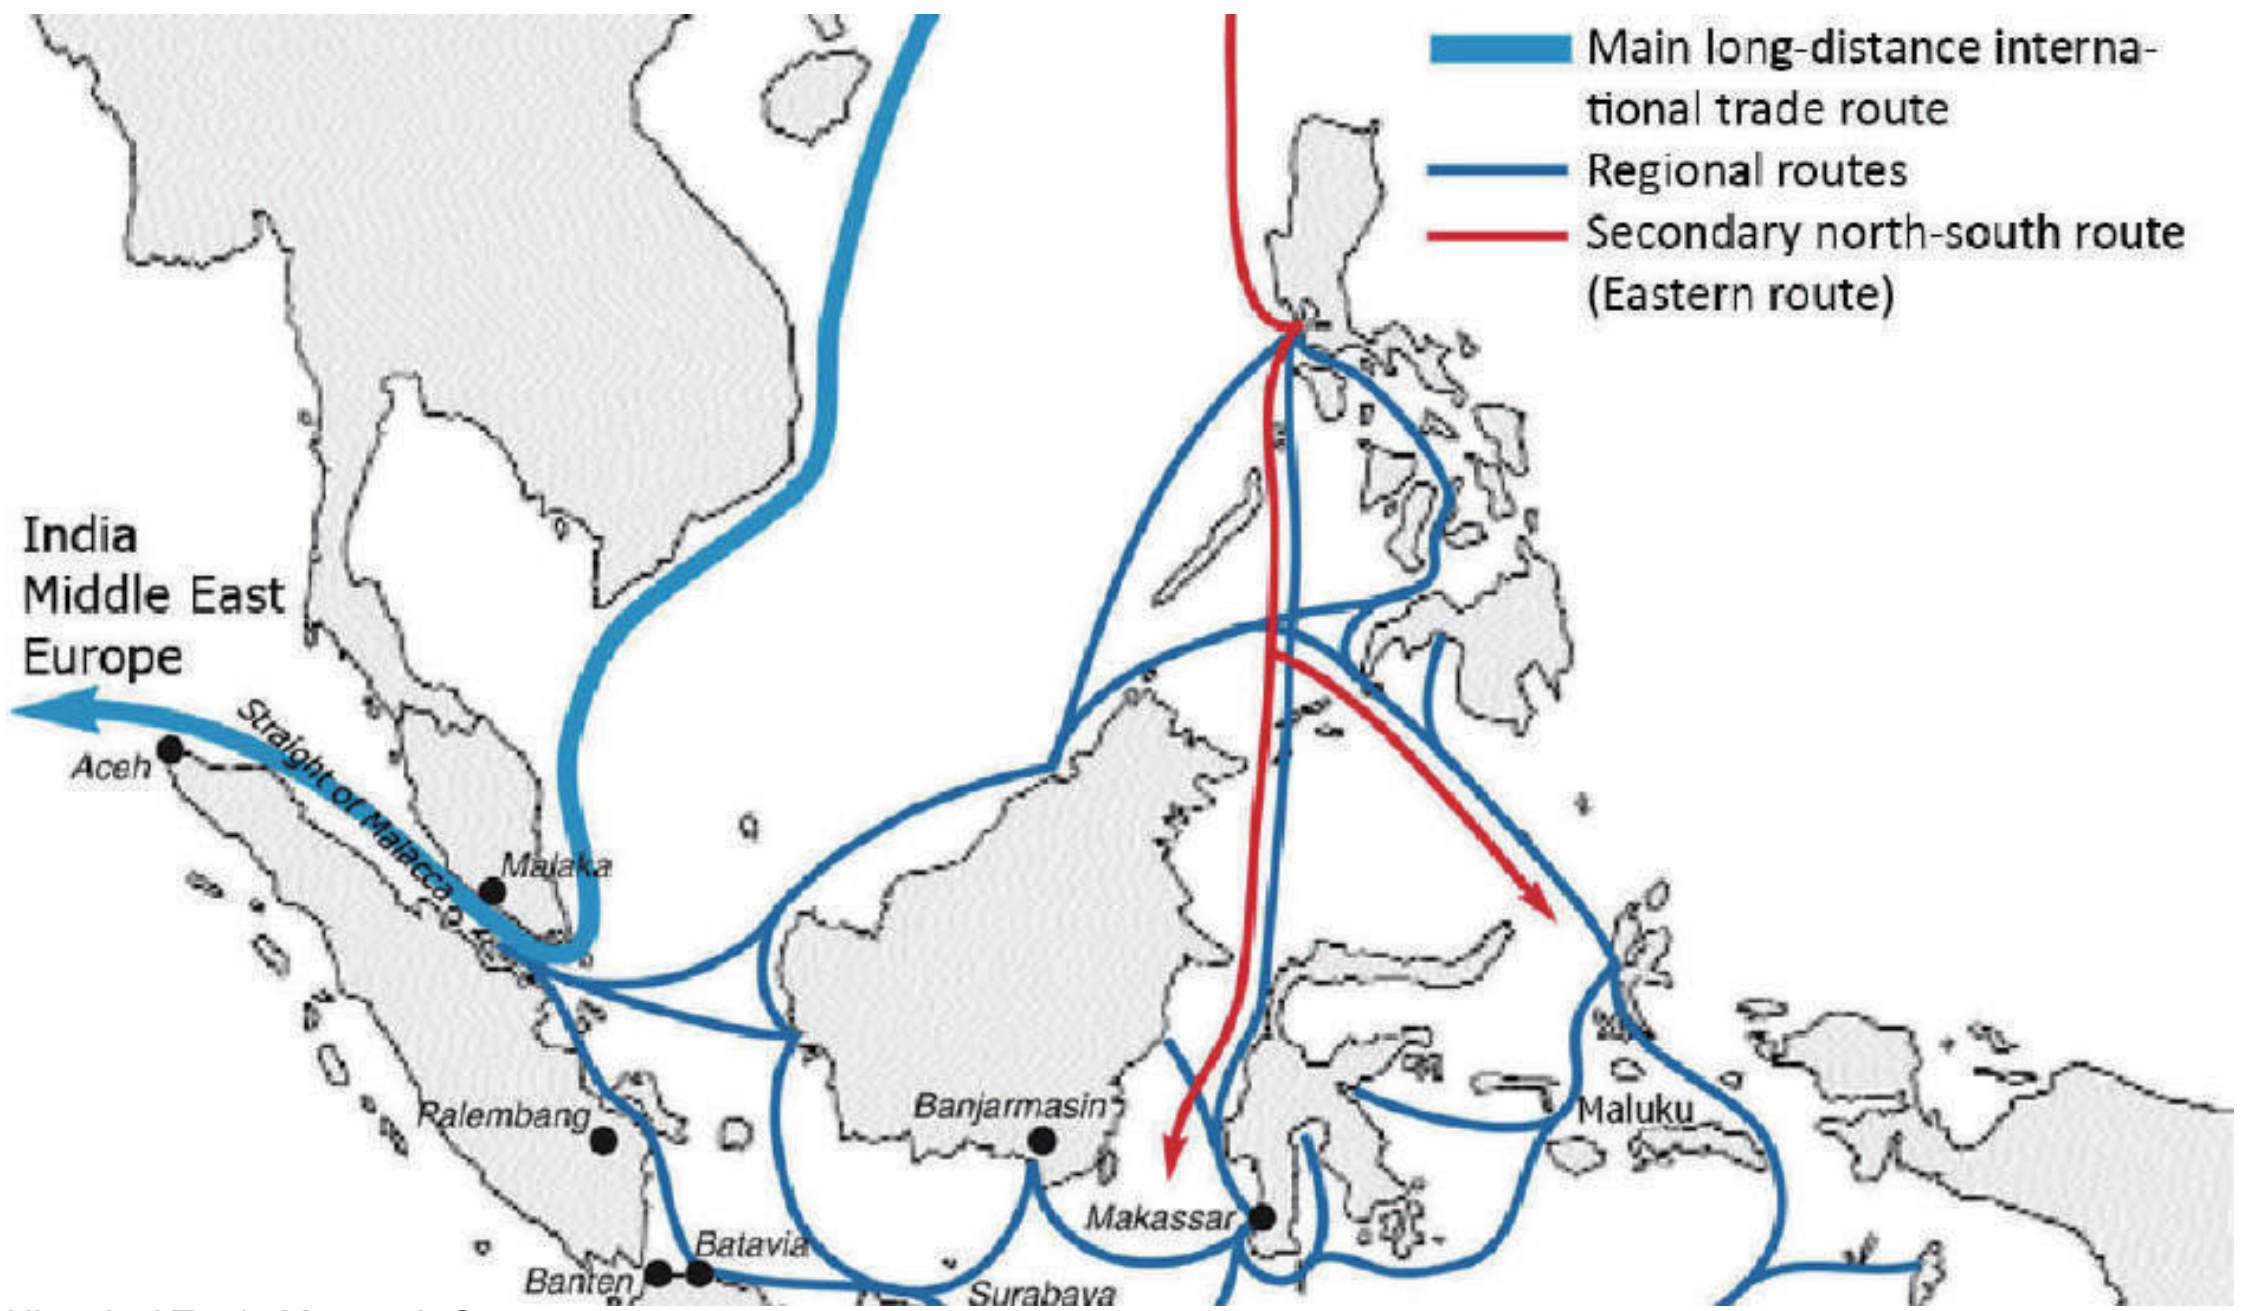 Main long-distance interna-
tional trade route
Regional routes
Secondary north-south route
(Eastern route)
India
Middle East
Europe
Straight of Malacca
Aceh
Malaka
Palembang
Banjarmasin
Maluku
Makassar
Batavia
Banten
Surabaya